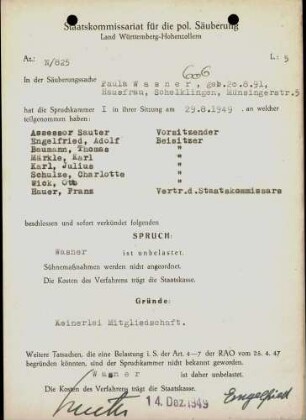 Staatskommissariat für die pol. Säuberung
Land Württemberg-Hohenzollern
Az.: N/825 L: 5
606
In der Säuberungssache Paula Wasner, geb.20.8.91,
Hausfrau, Schelklingen, Münsingerstr.5
hat die Spruchkammer I in ihrer Sitzung am 29.8.1949 an welcher
teilgenommen haben:
Assessor Sauter Vorsitzender
Engelfried, Adolf Beisitzer
Baumann, Thomas "
Märkle, Karl "
Karl, Julius "
Schulze, Charlotte "
Wick, Otto "
Hauer, Franz Vertr.d.Staatskommissars
beschlossen und sofort verkündet folgenden
SPRUCH:
Wasner ist unbelastet.
Sühnemaßnahmen werden nicht angeordnet.
Die Kosten des Verfahrens trägt die Staatskasse.
Gründe:
Keinerlei Mitgliedschaft.
Weitere Tatsachen, die eine Belastung i. S. der Art. 4–7 der RAO vom 25. 4. 47
begründen könnten, sind der Spruchkammer nicht bekannt geworden.
Wasner ist daher unbelastet.
Die Kosten des Verfahrens trägt die Staatskasse.
14. Dez. 1949 Engelfried